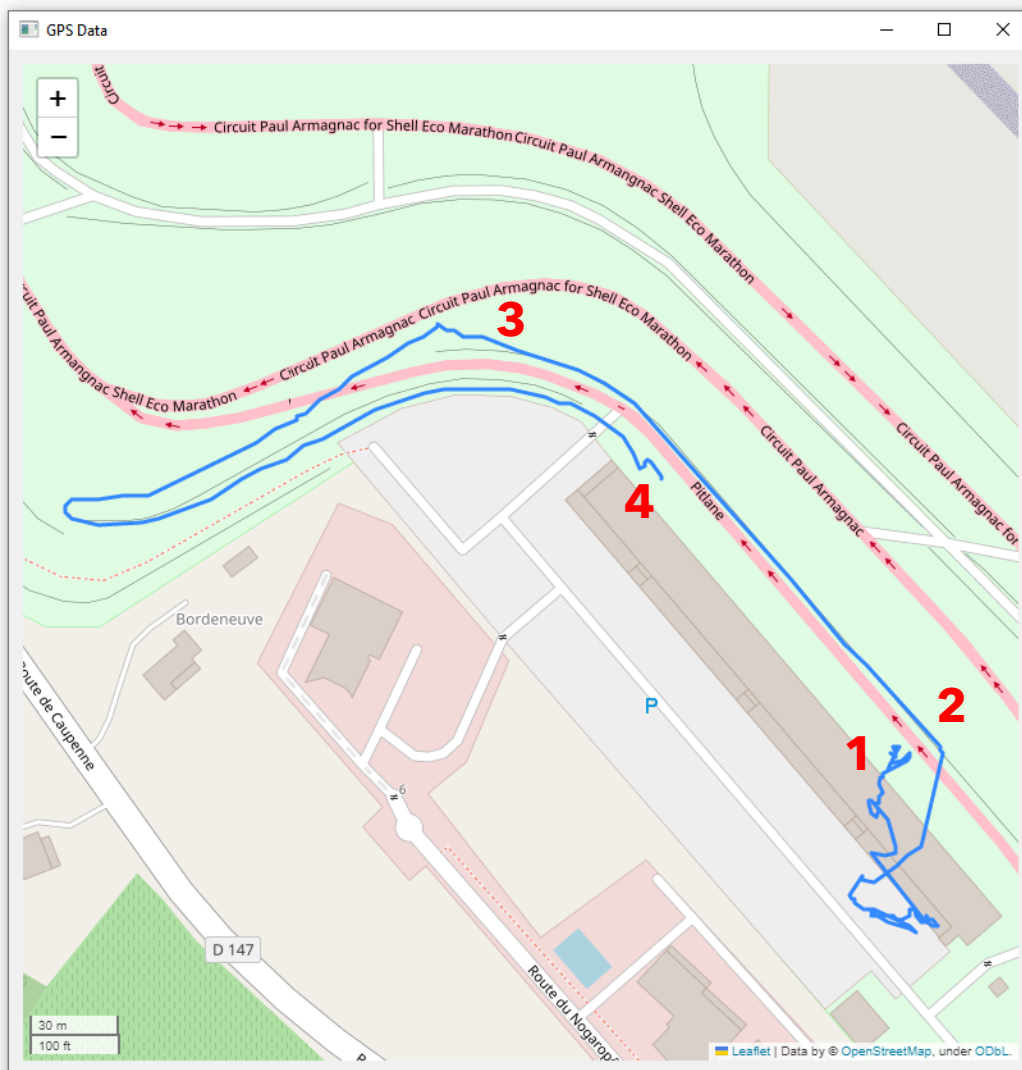 GPS Data
+
−
Circuit
Circuit Paul Armagnac for Shell Eco Marathon
Circuit Paul Armangnac Shell Eco Marathon
Circuit Paul Armagnac for
Circuit Paul Armagnac for Shell Eco Marathon
Circuit Paul Armagnac
Circuit Paul Armagnac
uit Paul Armangnac Shell Eco Marathon
3
4
Pitlane
2
1
Bordeneuve
P
oute de Caupenne
6
D 147
Route du Nogaropô
30 m
100 ft
Leaflet | Data by © OpenStreetMap, under ODbL.